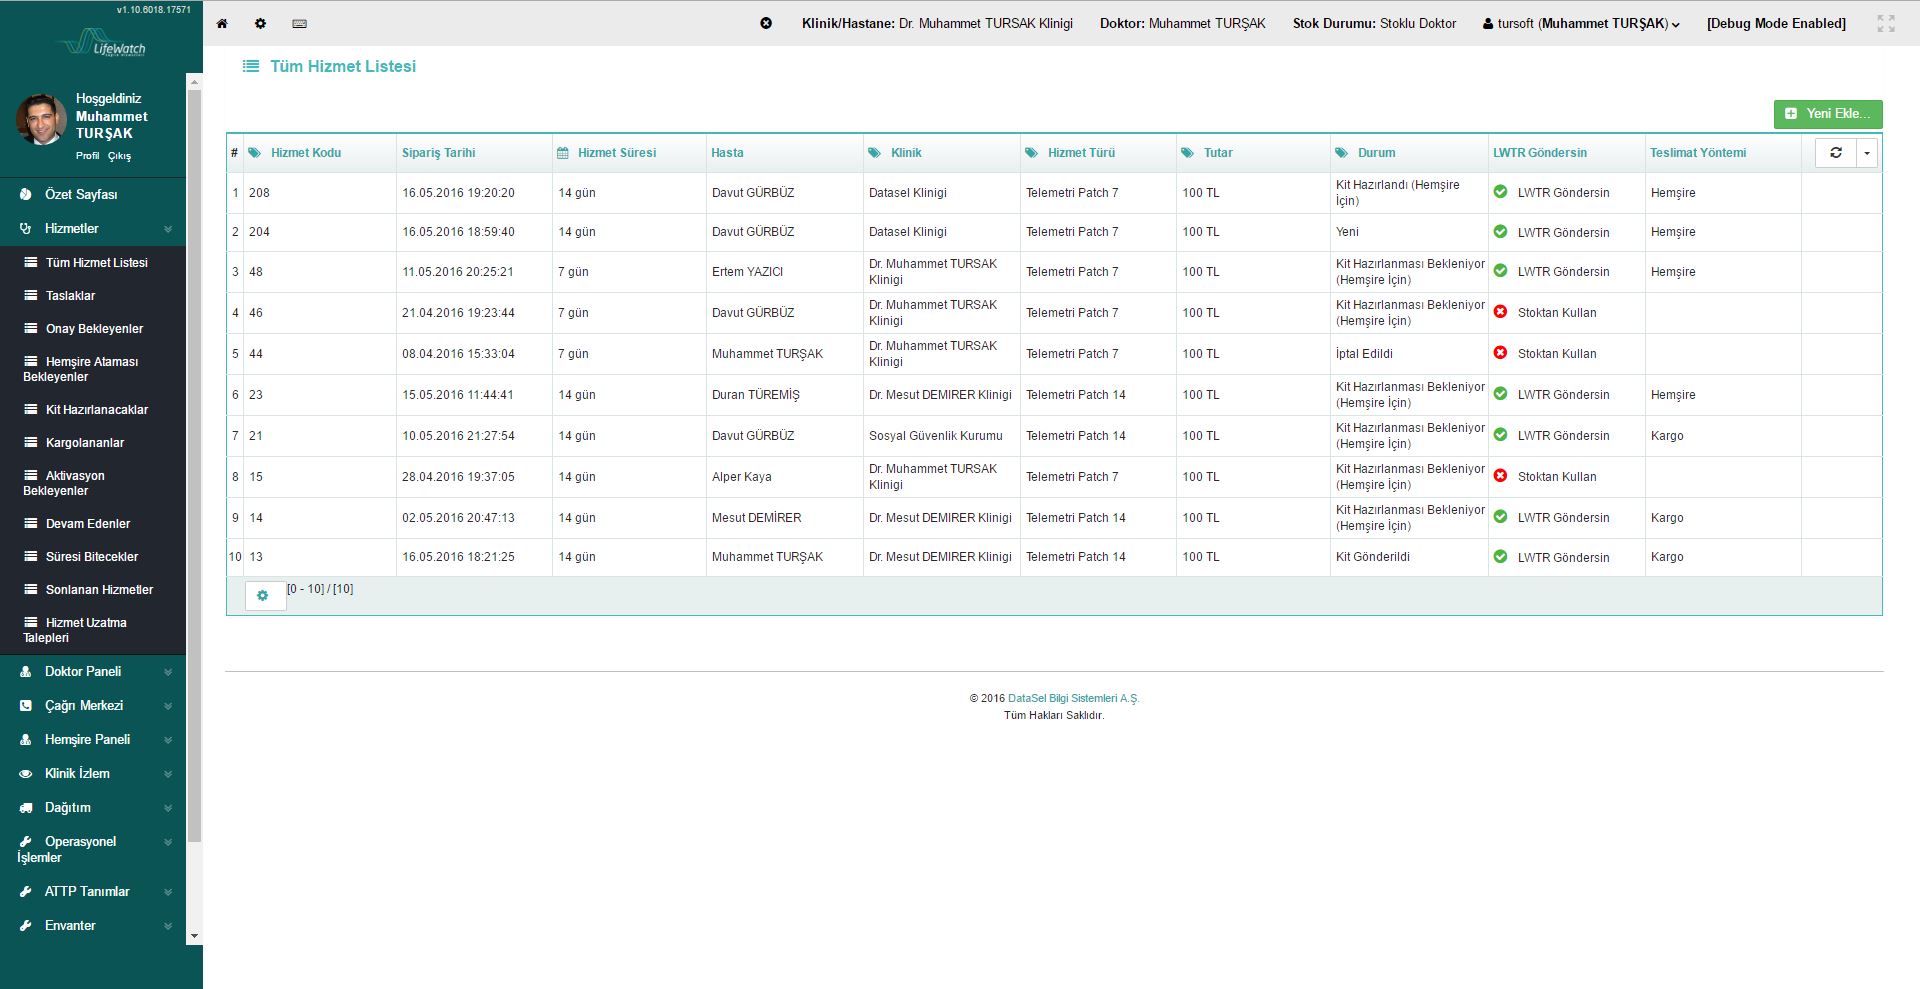 v1.10.6018.17571
LifeWatch
Hoşgeldiniz
Muhammet
TURŞAK
Profil Çıkış
Özet Sayfası
Hizmetler
Tüm Hizmet Listesi
Taslaklar
Onay Bekleyenler
Hemşire Ataması
Bekleyenler
Kit Hazırlanacaklar
Kargolananlar
Aktivasyon
Bekleyenler
Devam Edenler
Süresi Bitecekler
Sonlanan Hizmetler
Hizmet Uzatma
Talepleri
Doktor Paneli
Çağrı Merkezi
Hemşire Paneli
Klinik İzlem
Dağıtım
Operasyonel
İşlemler
ATTP Tanımlar
Envanter
Klinik/Hastane: Dr. Muhammet TURSAK Klinigi Doktor: Muhammet TURŞAK Stok Durumu: Stoklu Doktor tursoft (Muhammet TURŞAK) [Debug Mode Enabled]
Tüm Hizmet Listesi
Yeni Ekle...
# Hizmet Kodu Sipariş Tarihi Hizmet Süresi Hasta Klinik Hizmet Türü Tutar Durum LWTR Göndersin Teslimat Yöntemi
1 208 16.05.2016 19:20:20 14 gün Davut GÜRBÜZ Datasel Klinigi Telemetri Patch 7 100 TL Kit Hazırlandı (Hemşire
İçin) LWTR Göndersin Hemşire
2 204 16.05.2016 18:59:40 14 gün Davut GÜRBÜZ Datasel Klinigi Telemetri Patch 7 100 TL Yeni LWTR Göndersin Hemşire
3 48 11.05.2016 20:25:21 7 gün Ertem YAZICI Dr. Muhammet TURSAK
Klinigi Telemetri Patch 7 100 TL Kit Hazırlanması Bekleniyor
(Hemşire İçin) LWTR Göndersin Hemşire
4 46 21.04.2016 19:23:44 7 gün Davut GÜRBÜZ Dr. Muhammet TURSAK
Klinigi Telemetri Patch 7 100 TL Kit Hazırlanması Bekleniyor
(Hemşire İçin) Stoktan Kullan
5 44 08.04.2016 15:33:04 7 gün Muhammet TURŞAK Dr. Muhammet TURSAK
Klinigi Telemetri Patch 7 100 TL İptal Edildi Stoktan Kullan
6 23 15.05.2016 11:44:41 14 gün Duran TÜREMİŞ Dr. Mesut DEMIRER Klinigi Telemetri Patch 14 100 TL Kit Hazırlanması Bekleniyor
(Hemşire İçin) LWTR Göndersin Hemşire
7 21 10.05.2016 21:27:54 14 gün Davut GÜRBÜZ Sosyal Güvenlik Kurumu Telemetri Patch 14 100 TL Kit Hazırlanması Bekleniyor
(Hemşire İçin) LWTR Göndersin Kargo
8 15 28.04.2016 19:37:05 14 gün Alper Kaya Dr. Muhammet TURSAK
Klinigi Telemetri Patch 7 100 TL Kit Hazırlanması Bekleniyor
(Hemşire İçin) Stoktan Kullan
9 14 02.05.2016 20:47:13 14 gün Mesut DEMİRER Dr. Mesut DEMIRER Klinigi Telemetri Patch 14 100 TL Kit Hazırlanması Bekleniyor
(Hemşire İçin) LWTR Göndersin Kargo
10 13 16.05.2016 18:21:25 14 gün Muhammet TURŞAK Dr. Mesut DEMIRER Klinigi Telemetri Patch 14 100 TL Kit Gönderildi LWTR Göndersin Kargo
[0 - 10] / [10]
© 2016 DataSel Bilgi Sistemleri A.Ş.
Tüm Hakları Saklıdır.